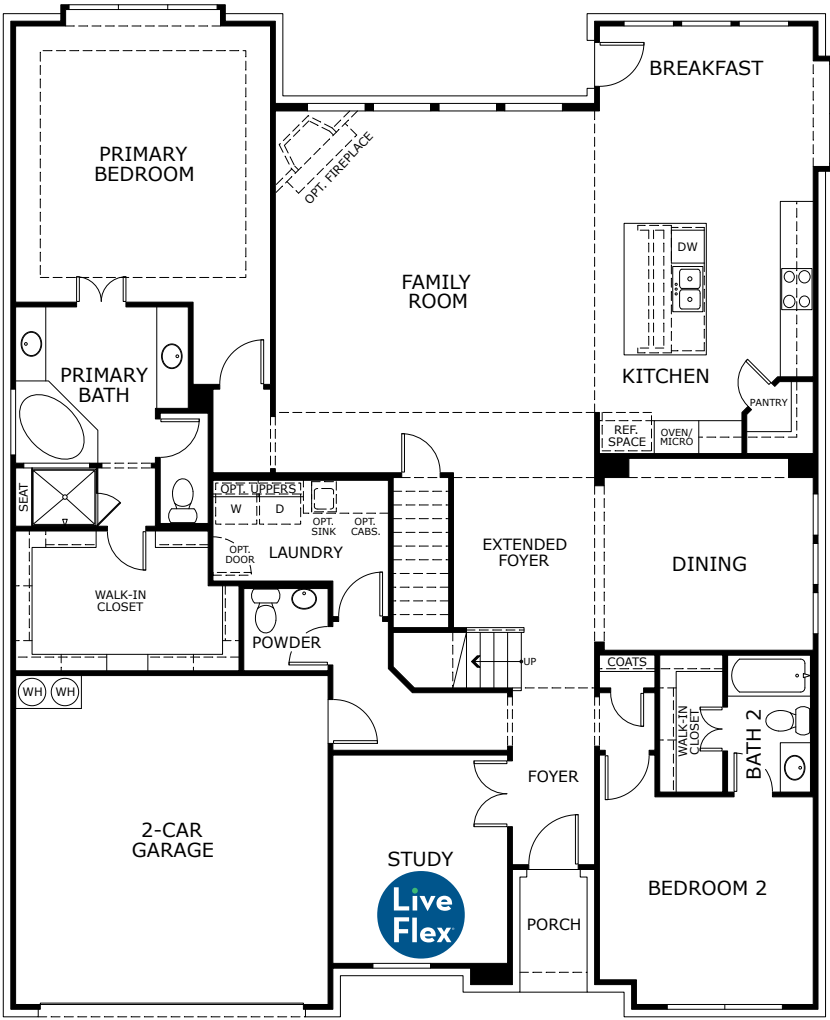 BREAKFAST
PRIMARY
BEDROOM
OPT. FIREPLACE
DW
FAMILY
ROOM
KITCHEN
PRIMARY
BATH
PANTRY
REF.
SPACE
OVEN/
MICRO
SEAT
OPT. UPPERS
W
D
OPT.
SINK
OPT.
CABS.
OPT.
DOOR
LAUNDRY
EXTENDED
FOYER
DINING
WALK-IN
CLOSET
POWDER
UP
COATS
WH
WH
WALK-IN
CLOSET
BATH 2
FOYER
2-CAR
GARAGE
STUDY
Live
Flex
BEDROOM 2
PORCH